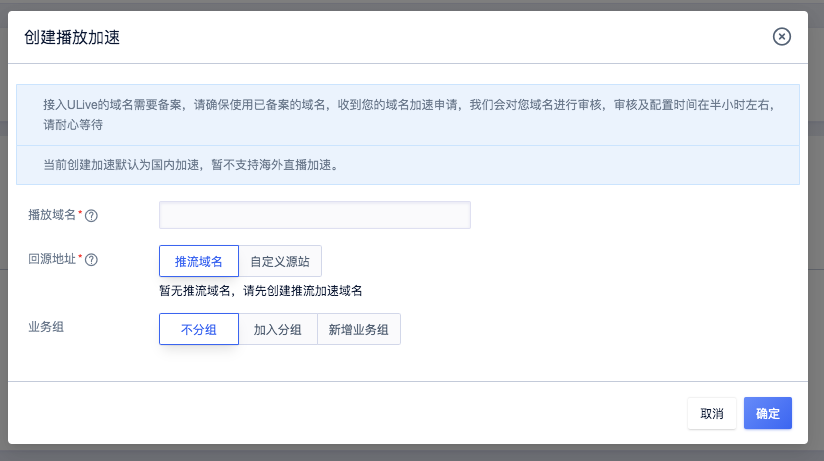 创建播放加速
接入ULive的域名需要备案，请确保使用已备案的域名，收到您的域名加速申请，我们会对您域名进行审核，审核及配置时间在半小时左右，
请耐心等待
当前创建加速默认为国内加速，暂不支持海外直播加速。
播放域名*
回源地址* 推流域名 自定义源站
暂无推流域名，请先创建推流加速域名
业务组 不分组 加入分组 新增业务组
取消 确定